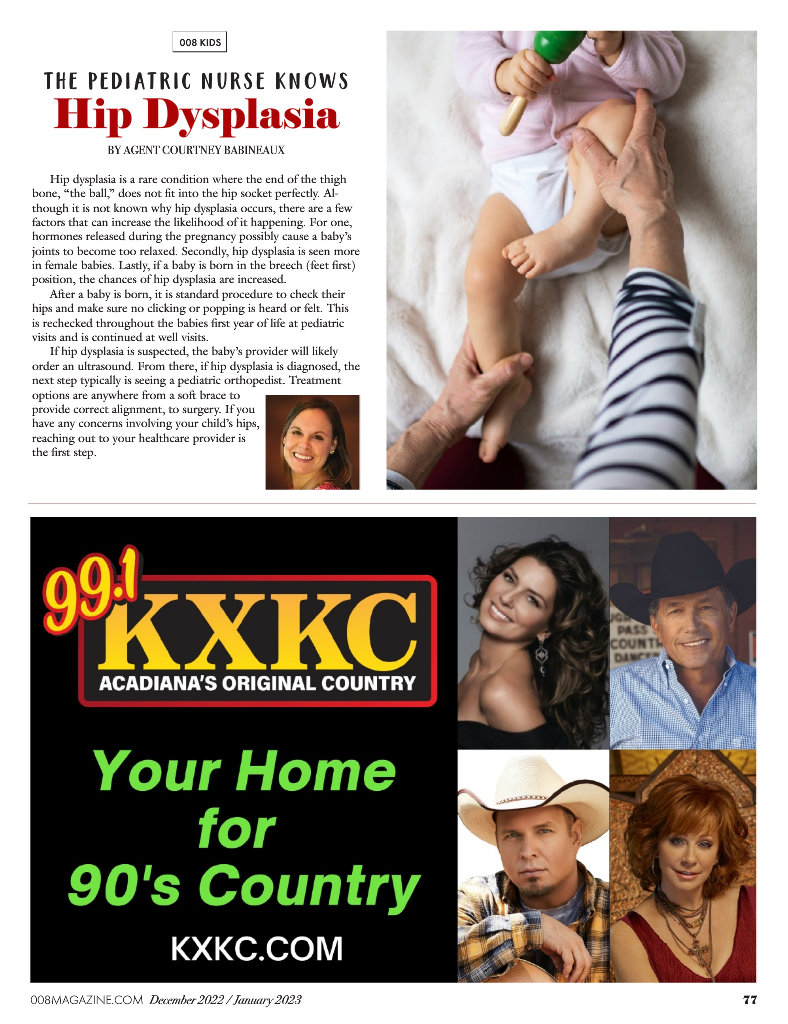 008 KIDS
THE PEDIATRIC NURSE KNOWS
Hip Dysplasia
BY AGENT COURTNEY BABINEAUX
Hip dysplasia is a rare condition where the end of the thigh
bone, “the ball,” does not fit into the hip socket perfectly. Al-
though it is not known why hip dysplasia occurs, there are a few
factors that can increase the likelihood of it happening. For one,
hormones released during the pregnancy possibly cause a baby’s
joints to become too relaxed. Secondly, hip dysplasia is seen more
in female babies. Lastly, if a baby is born in the breech (feet first)
position, the chances of hip dysplasia are increased.
After a baby is born, it is standard procedure to check their
hips and make sure no clicking or popping is heard or felt. This
is rechecked throughout the babies first year of life at pediatric
visits and is continued at well visits.
If hip dysplasia is suspected, the baby’s provider will likely
order an ultrasound. From there, if hip dysplasia is diagnosed, the
next step typically is seeing a pediatric orthopedist. Treatment
options are anywhere from a soft brace to
provide correct alignment, to surgery. If you
have any concerns involving your child’s hips,
reaching out to your healthcare provider is
the first step.
99.1
KXKC
ACADIANA’S ORIGINAL COUNTRY
Your Home
for
90's Country
KXKC.COM
PASS
COUNT
DANCE
008MAGAZINE.COM December 2022 / January 2023
77